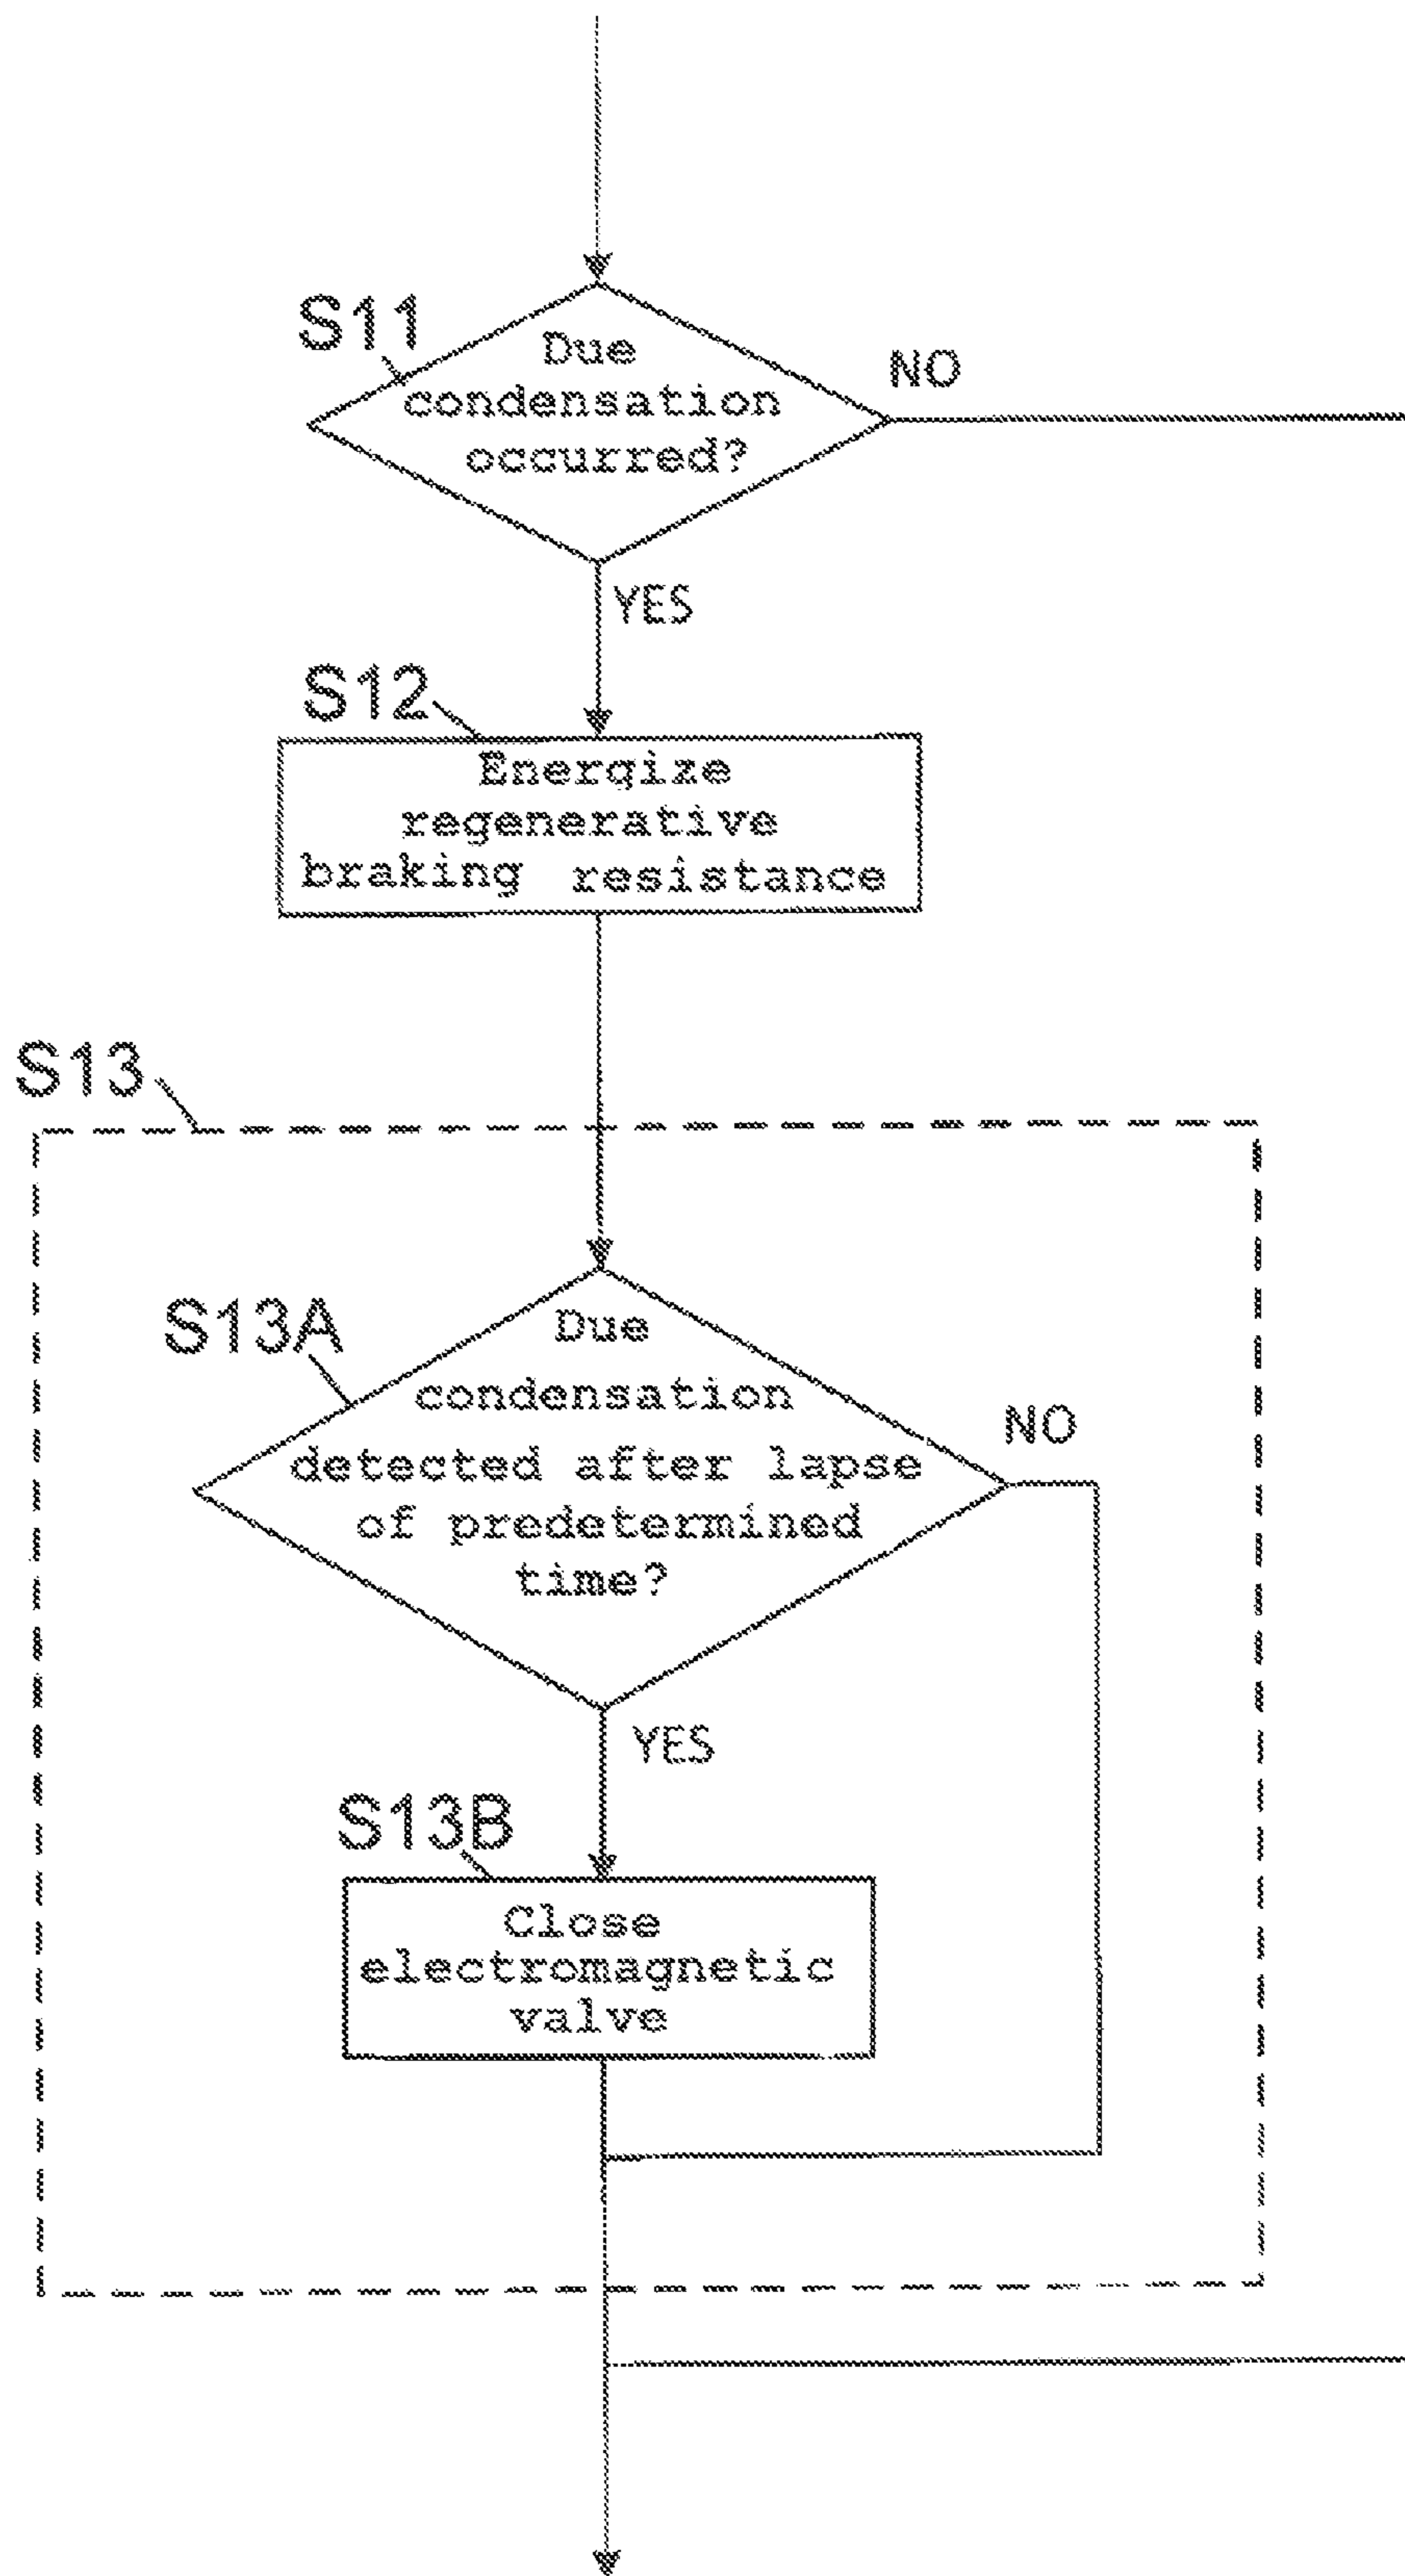 S11
Due
condensation
occurred?
NO
YES
S12
Energize
regenerative
braking resistance
S13
S13A
Due
condensation
detected after lapse
of predetermined
time?
NO
YES
S13B
Close
electromagnetic
valve